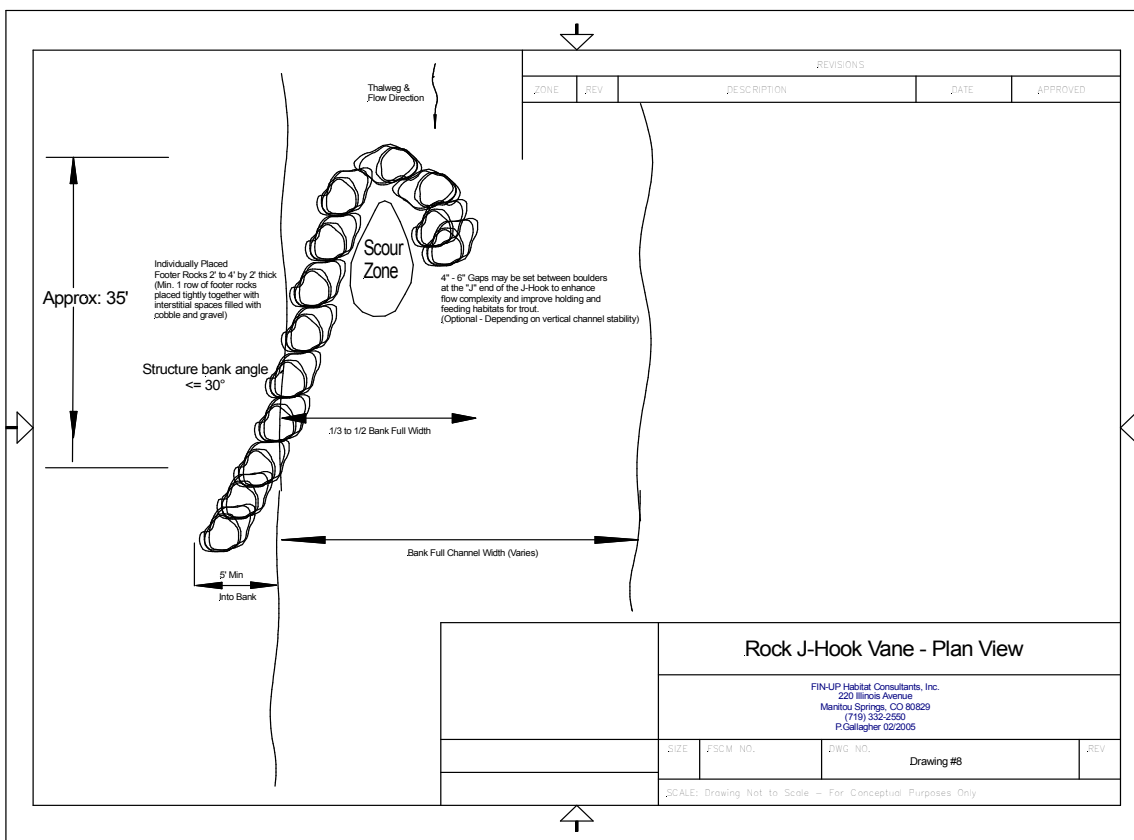 REVISIONS
ZONE REV DESCRIPTION DATE APPROVED
Thalweg &
Flow Direction
Scour
Zone
Individually Placed
Footer Rocks 2' to 4' by 2' thick
(Min. 1 row of footer rocks
placed tightly together with
interstitial spaces filled with
cobble and gravel)
4" - 6" Gaps may be set between boulders
at the "J" end of the J-Hook to enhance
flow complexity and improve holding and
feeding habitats for trout.
(Optional - Depending on vertical channel stability)
Approx: 35'
Structure bank angle
<= 30°
1/3 to 1/2 Bank Full Width
Bank Full Channel Width (Varies)
5' Min
Into Bank
Rock J-Hook Vane - Plan View
FIN-UP Habitat Consultants, Inc.
220 Illinois Avenue
Manitou Springs, CO 80829
(719) 332-2550
P.Gallagher 02/2005
SIZE FSCM NO. DWG NO. REV
Drawing #8
SCALE: Drawing Not to Scale – For Conceptual Purposes Only